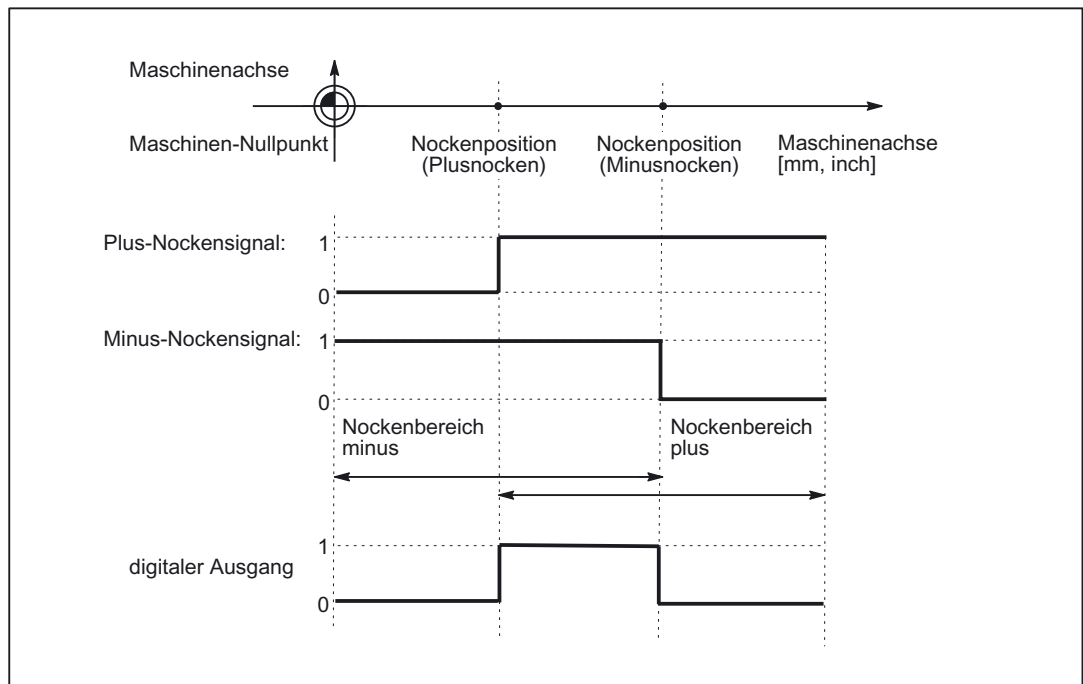 Maschinenachse
Maschinen-Nullpunkt
Nockenposition
(Plusnocken)
Nockenposition
(Minusnocken)
Maschinenachse
[mm, inch]
Plus-Nockensignal:
1
0
Minus-Nockensignal:
1
0
Nockenbereich
minus
Nockenbereich
plus
digitaler Ausgang
1
0